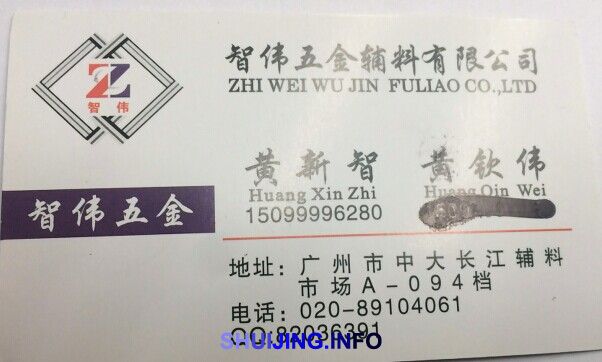 智伟五金辅料有限公司
ZHI WEI WU JIN FULIAO CO.,LTD
智 伟
智伟五金
黄新智 黄钦伟
Huang Xin Zhi Huang Qin Wei
15099996280
地址：广州市中大长江辅料
市场A-094档
电话：020-89104061
QQ:82036391
SHUIJING.INFO